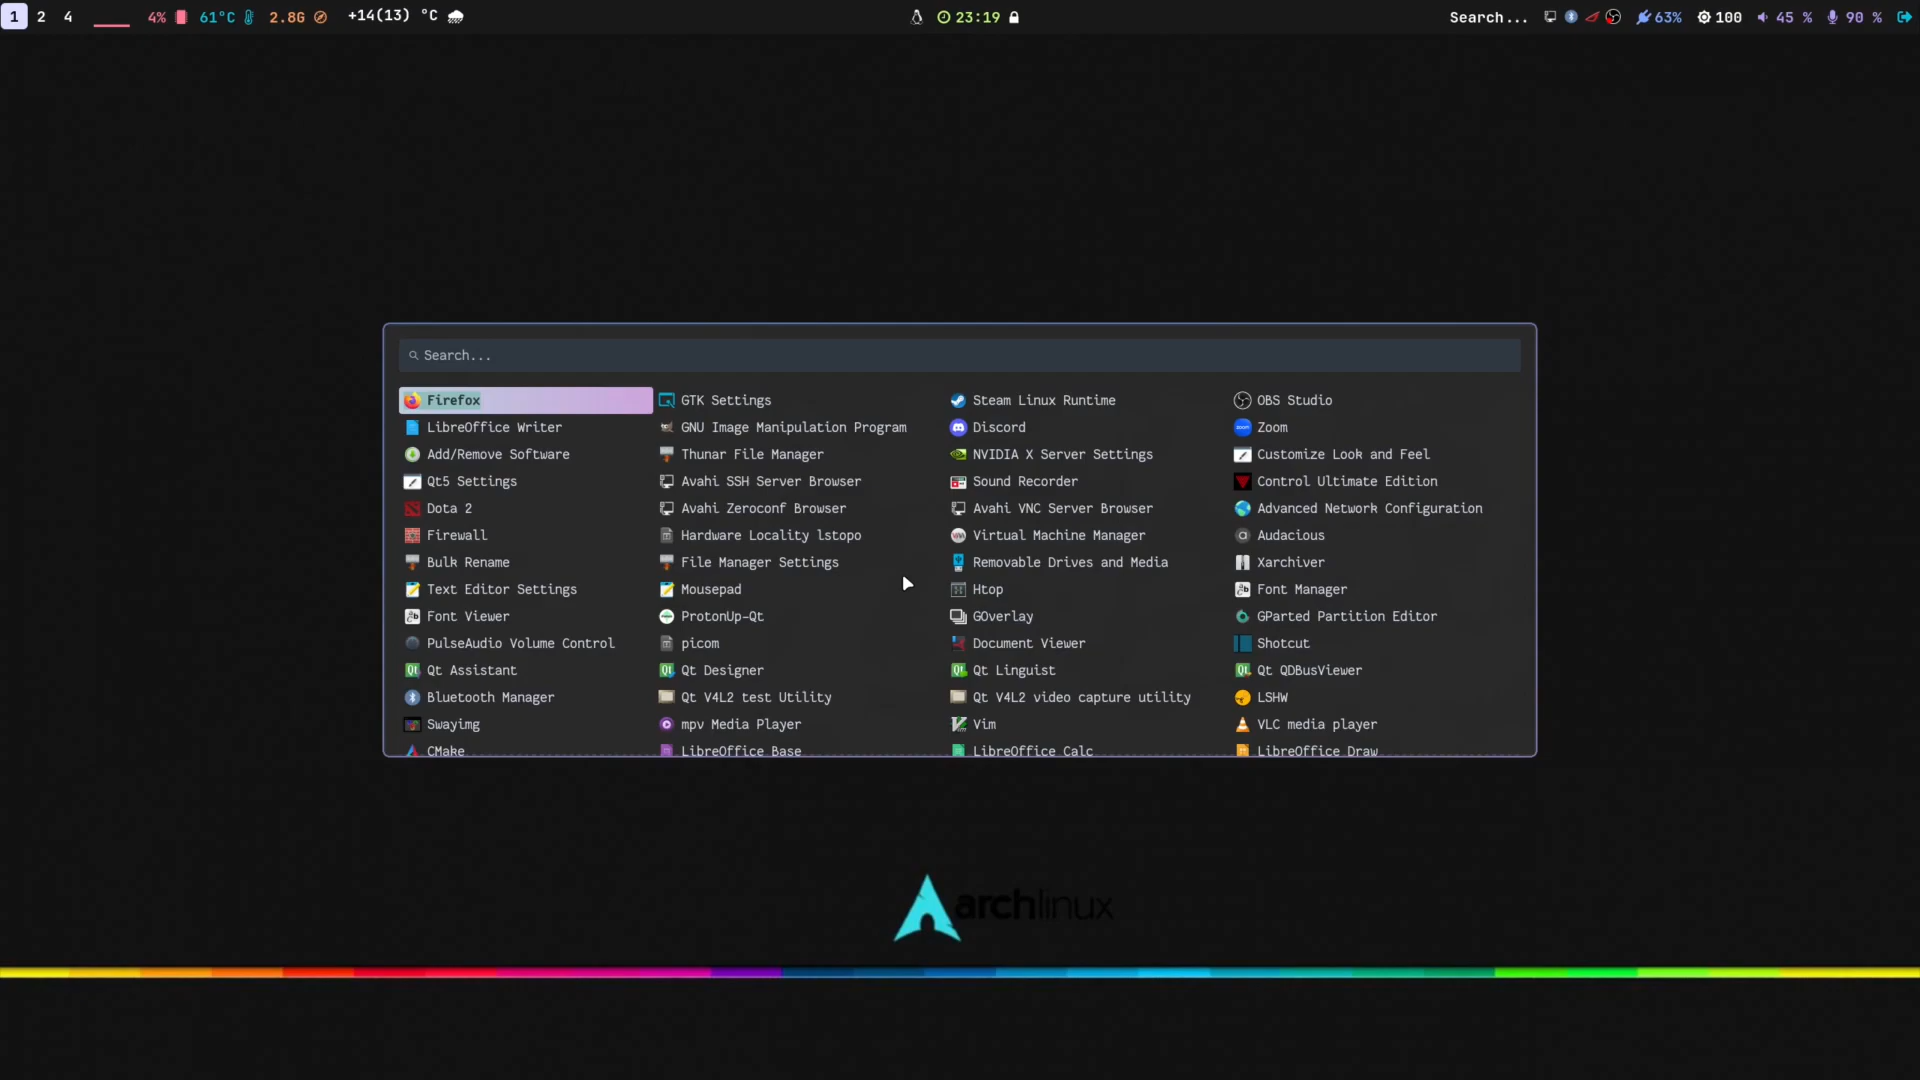 1 2 4 4% 61°C 2.8G +14(13) °C 23:19 Search... 63% 100 45 % 90 %
Search...
Firefox GTK Settings Steam Linux Runtime OBS Studio
LibreOffice Writer GNU Image Manipulation Program Discord Zoom
Add/Remove Software Thunar File Manager NVIDIA X Server Settings Customize Look and Feel
Qt5 Settings Avahi SSH Server Browser Sound Recorder Control Ultimate Edition
Dota 2 Avahi Zeroconf Browser Avahi VNC Server Browser Advanced Network Configuration
Firewall Hardware Locality lstopo Virtual Machine Manager Audacious
Bulk Rename File Manager Settings Removable Drives and Media Xarchiver
Text Editor Settings Mousepad Htop Font Manager
Font Viewer ProtonUp-Qt GOverlay GParted Partition Editor
PulseAudio Volume Control picom Document Viewer Shotcut
Qt Assistant Qt Designer Qt Linguist Qt QDBusViewer
Bluetooth Manager Qt V4L2 test Utility Qt V4L2 video capture utility LSHW
Swayimg mpv Media Player Vim VLC media player
CMake LibreOffice Base LibreOffice Calc LibreOffice Draw
archlinux